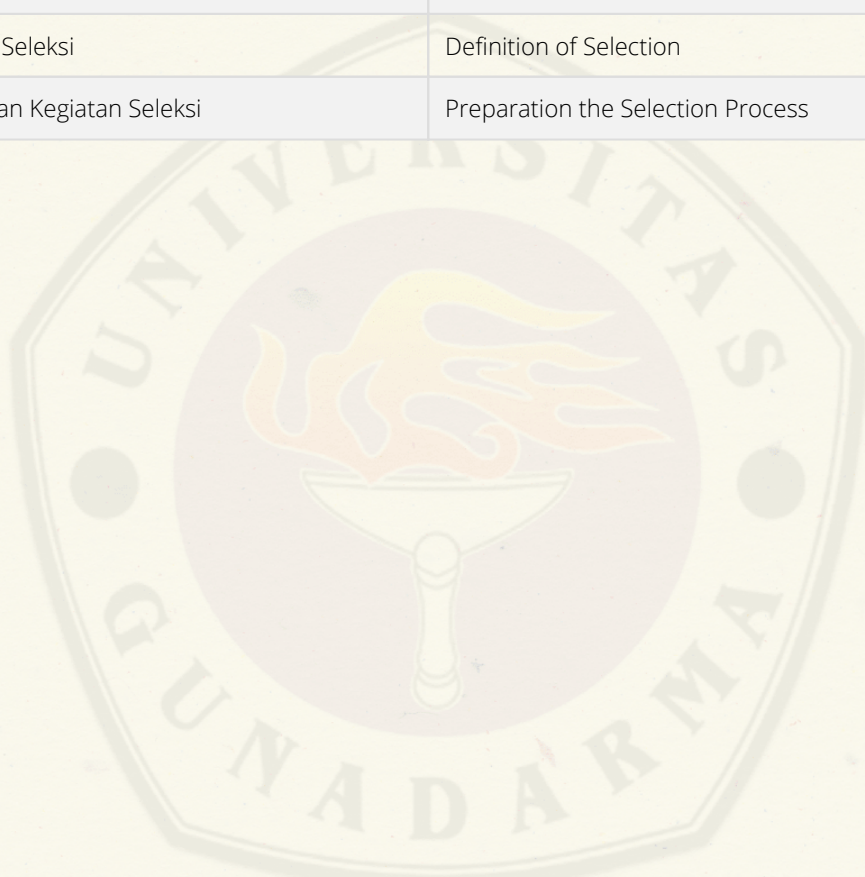 Seleksi
Definition of Selection
an Kegiatan Seleksi
Preparation the Selection Process
UNIVERSITAS
GUNADARMA